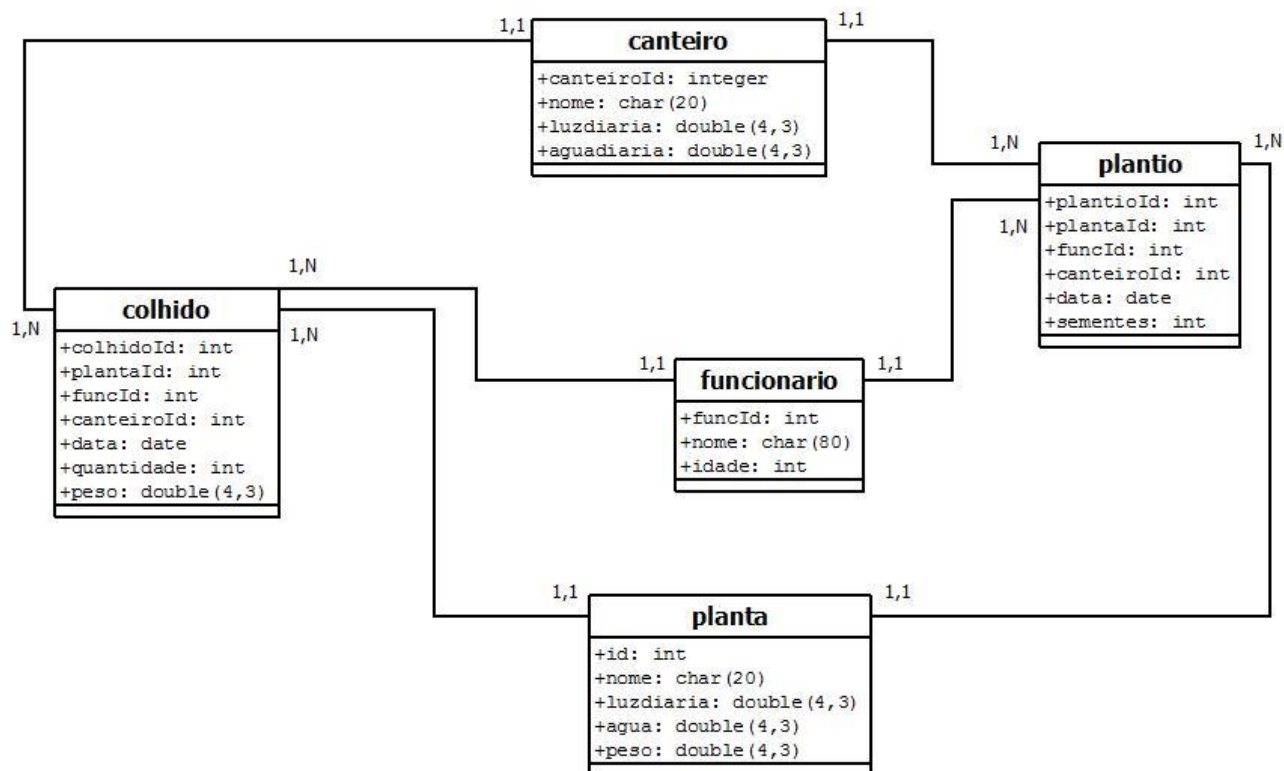 1,1
1,1
canteiro
+canteiroId: integer
+nome: char(20)
+luzdiaria: double(4,3)
+aguadiaria: double(4,3)
1,N
1,N
plantio
+plantioId: int
+plantaId: int
+funcId: int
+canteiroId: int
+data: date
+sementes: int
1,N
1,N
1,N
1,N
colhido
+colhidoId: int
+plantaId: int
+funcId: int
+canteiroId: int
+data: date
+quantidade: int
+peso: double(4,3)
1,1
1,1
funcionario
+funcId: int
+nome: char(80)
+idade: int
1,1
1,1
planta
+id: int
+nome: char(20)
+luzdiaria: double(4,3)
+agua: double(4,3)
+peso: double(4,3)